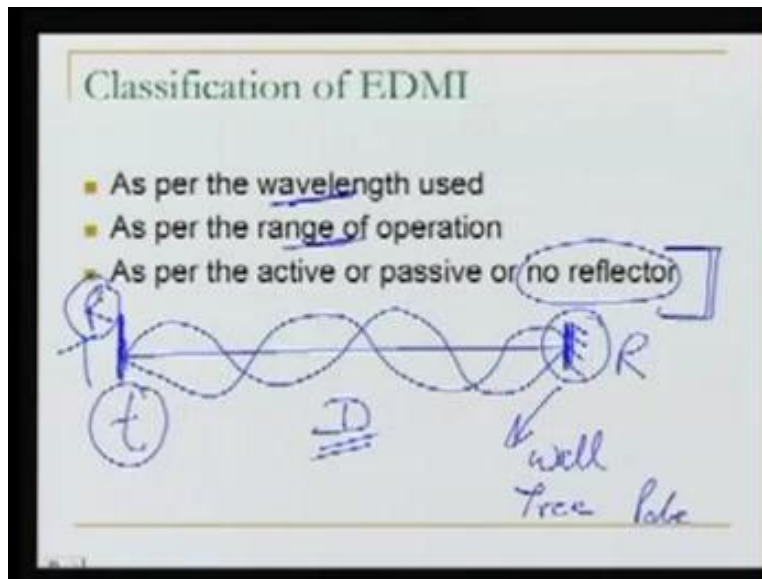 Classification of EDMI
As per the wavelength used
As per the range of operation
As per the active or passive or no reflector
t
D
R
Wall
Tree Pole